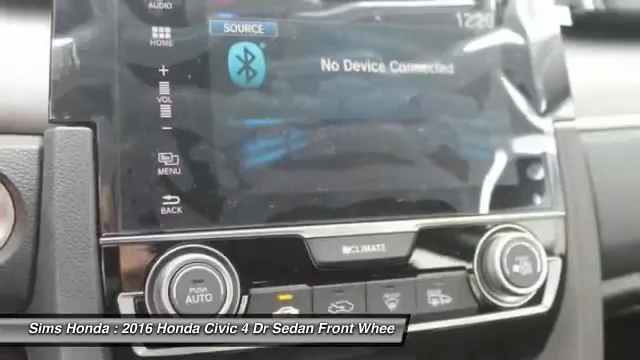 AUDIO
SOURCE
12:20
HOME
No Device Connected
+
VOL
-
MENU
BACK
CLIMATE
PUSH
AUTO
Sims Honda : 2016 Honda Civic 4 Dr Sedan Front Whee